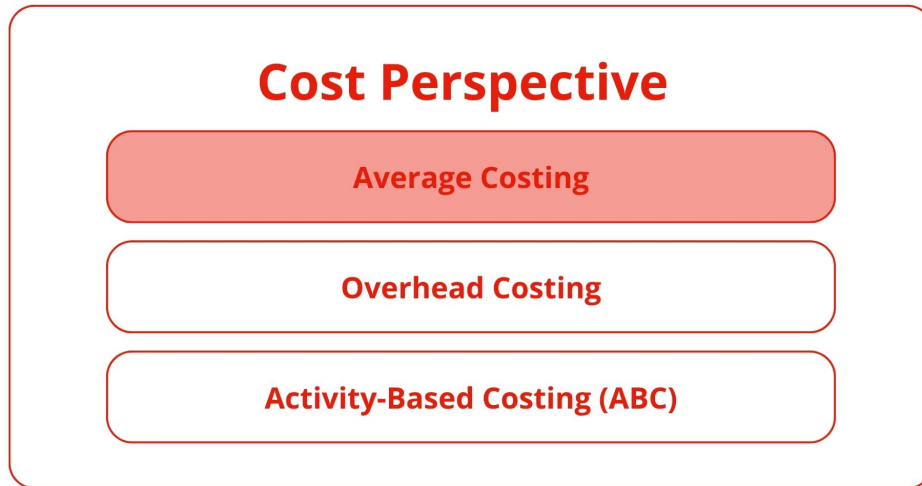 Cost Perspective
Average Costing
Overhead Costing
Activity-Based Costing (ABC)